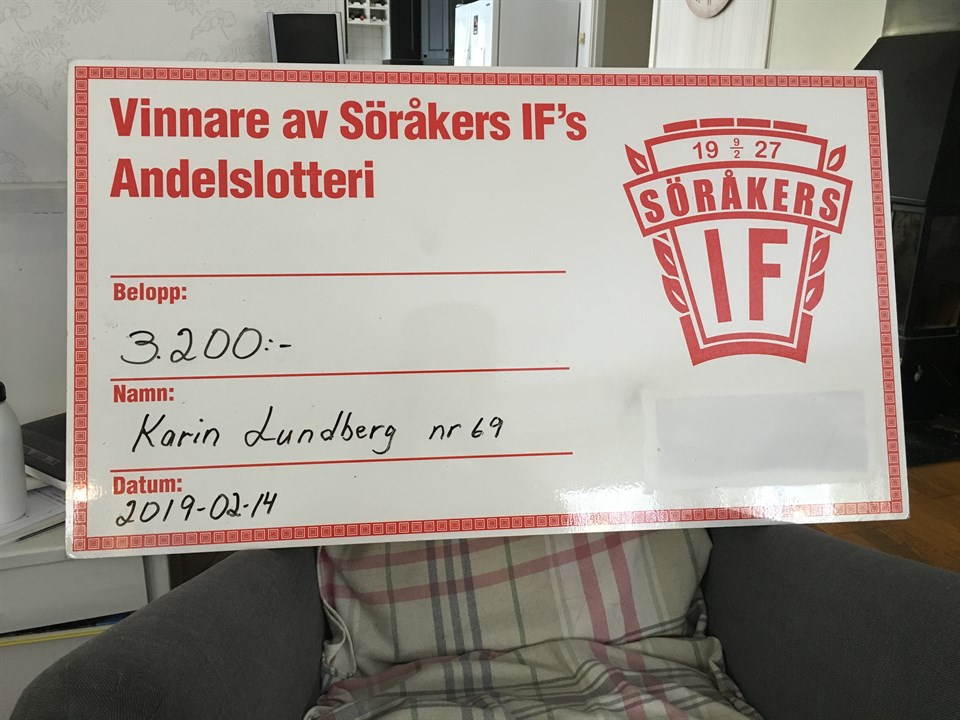 Vinnare av Söråkers IF's
Andelslotteri
19 9/2 27
SÖRÅKERS
IF
Belopp:
3.200:-
Namn:
Karin Lundberg nr 69
Datum:
2019-02-14